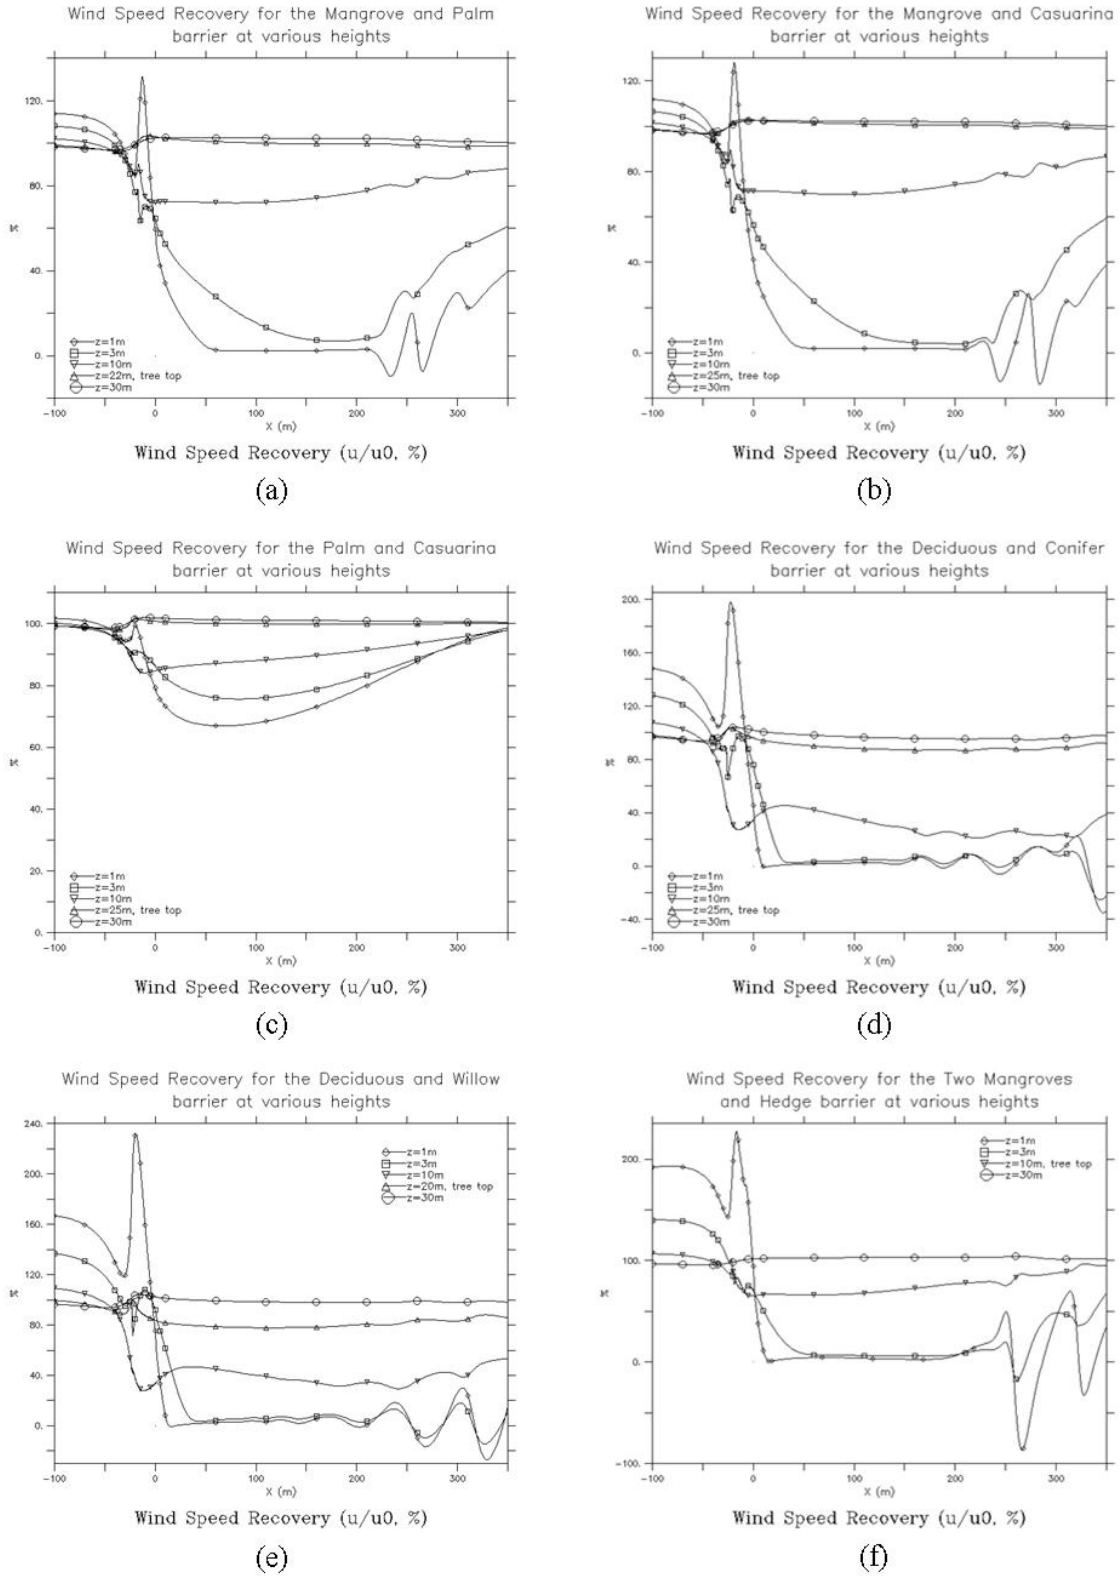 Wind Speed Recovery for the Mangrove and Palm
barrier at various heights
120.
80.
%
40.
0.
z=1m
z=3m
z=10m
z=22m, tree top
z=30m
-100 0 100 200 300
X (m)
Wind Speed Recovery (u/u0, %)
(a)
Wind Speed Recovery for the Mangrove and Casuarina
barrier at various heights
120.
80.
%
40.
0.
z=1m
z=3m
z=10m
z=25m, tree top
z=30m
-100 0 100 200 300
X (m)
Wind Speed Recovery (u/u0, %)
(b)
Wind Speed Recovery for the Palm and Casuarina
barrier at various heights
100.
80.
60.
%
40.
20.
0.
z=1m
z=3m
z=10m
z=25m, tree top
z=30m
-100 0 100 200 300
X (m)
Wind Speed Recovery (u/u0, %)
(c)
Wind Speed Recovery for the Deciduous and Conifer
barrier at various heights
200.
160.
120.
80.
%
40.
0.
-40.
z=1m
z=3m
z=10m
z=25m, tree top
z=30m
-100 0 100 200 300
X (m)
Wind Speed Recovery (u/u0, %)
(d)
Wind Speed Recovery for the Deciduous and Willow
barrier at various heights
240.
200.
160.
120.
%
80.
40.
0.
z=1m
z=3m
z=10m
z=20m, tree top
z=30m
-100 0 100 200 300
X (m)
Wind Speed Recovery (u/u0, %)
(e)
Wind Speed Recovery for the Two Mangroves
and Hedge barrier at various heights
200.
100.
%
0.
-100.
z=1m
z=3m
z=10m, tree top
z=30m
-100 0 100 200 300
X (m)
Wind Speed Recovery (u/u0, %)
(f)